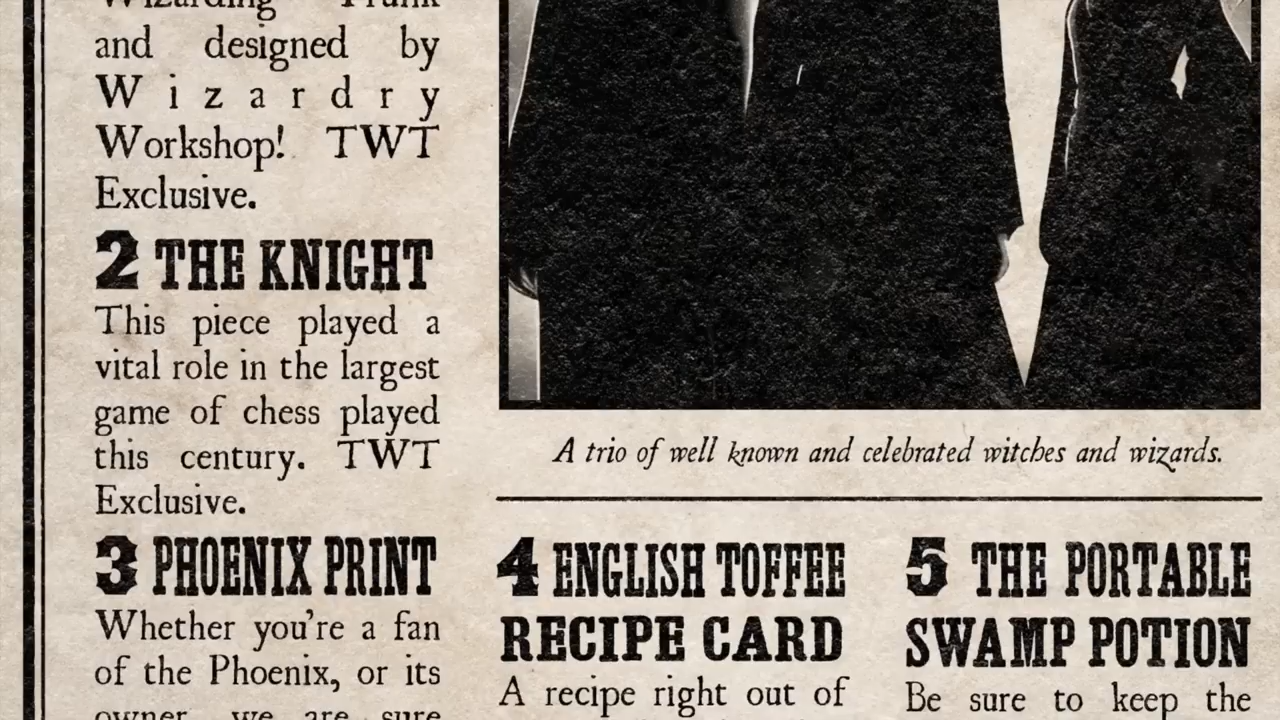 Wizarding Trunk
and designed by
Wizardry
Workshop! TWT
Exclusive.
2 THE KNIGHT
This piece played a
vital role in the largest
game of chess played
this century. TWT
Exclusive.
3 PHOENIX PRINT
Whether you're a fan
of the Phoenix, or its
owner, we are sure
A trio of well known and celebrated witches and wizards.
4 ENGLISH TOFFEE
RECIPE CARD
A recipe right out of
5 THE PORTABLE
SWAMP POTION
Be sure to keep the